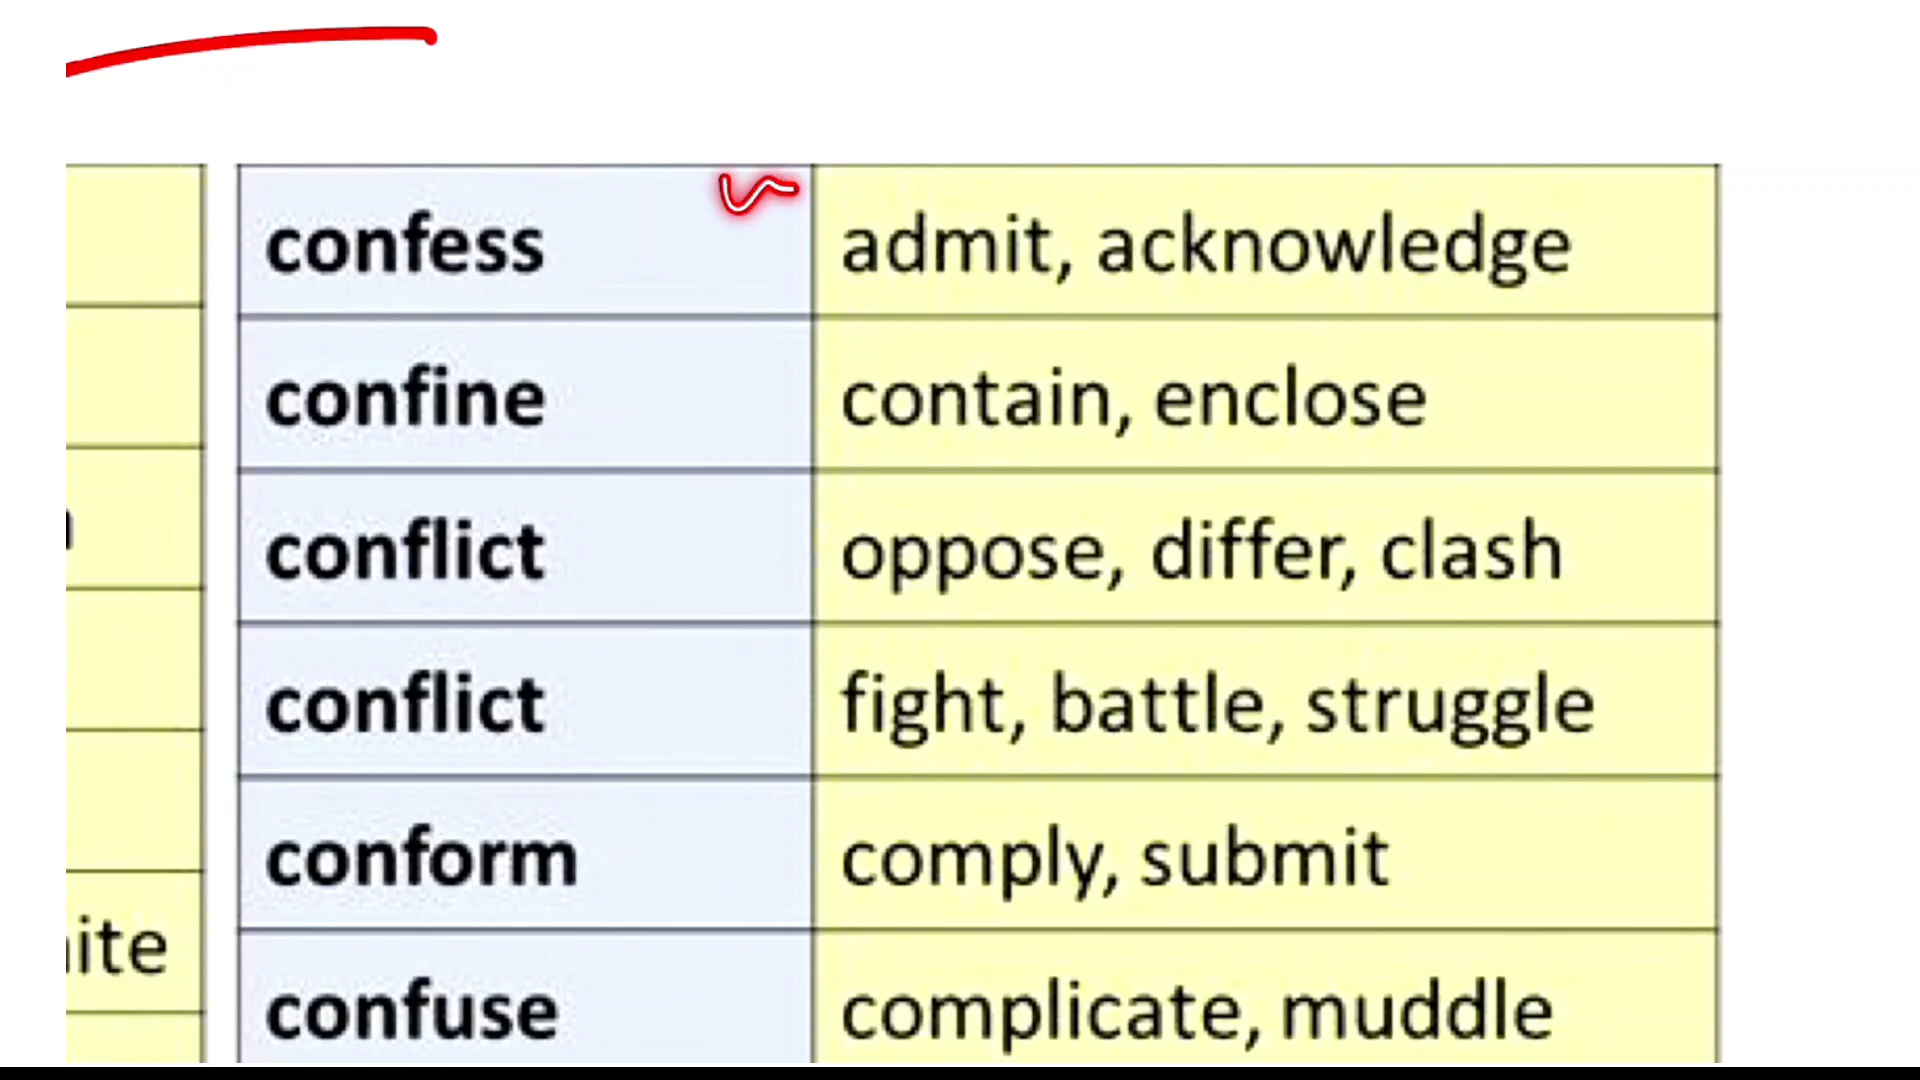 confess admit, acknowledge
confine contain, enclose
conflict oppose, differ, clash
conflict fight, battle, struggle
conform comply, submit
ite
confuse complicate, muddle